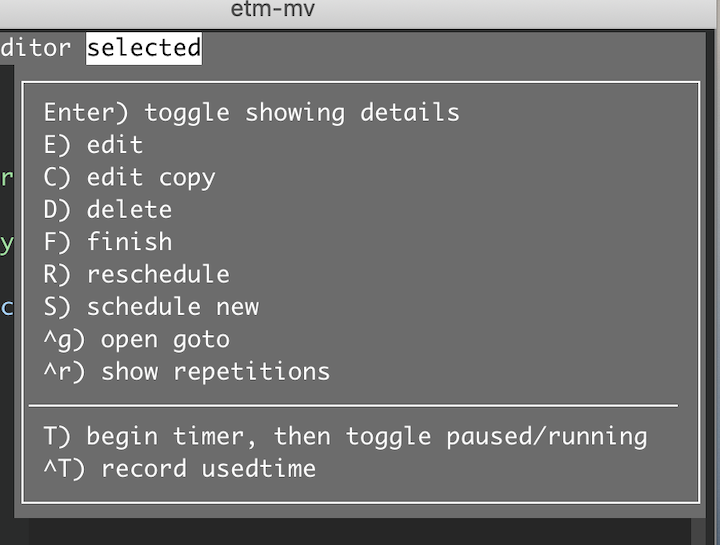 etm-mv
ditor selected
Enter) toggle showing details
E) edit
C) edit copy
D) delete
r
F) finish
y
R) reschedule
S) schedule new
c
^g) open goto
^r) show repetitions
T) begin timer, then toggle paused/running
^T) record usedtime